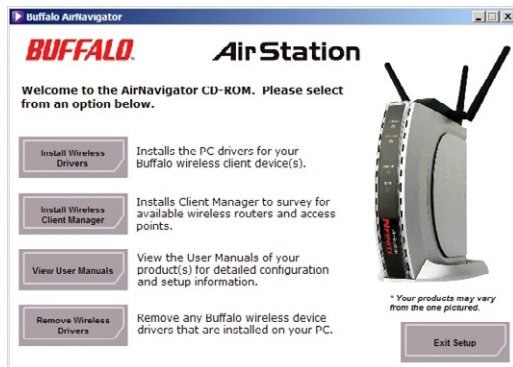 Buffalo AirNavigator
BUFFALO.
AirStation
Welcome to the AirNavigator CD-ROM. Please select
from an option below.
Install Wireless
Drivers
Installs the PC drivers for your
Buffalo wireless client device(s).
Install Wireless
Client Manager
Installs Client Manager to survey for
available wireless routers and access
points.
View User Manuals
View the User Manuals of your
product(s) for detailed configuration
and setup information.
Remove Wireless
Drivers
Remove any Buffalo wireless device
drivers that are installed on your PC.
* Your products may vary
from the one pictured.
Exit Setup